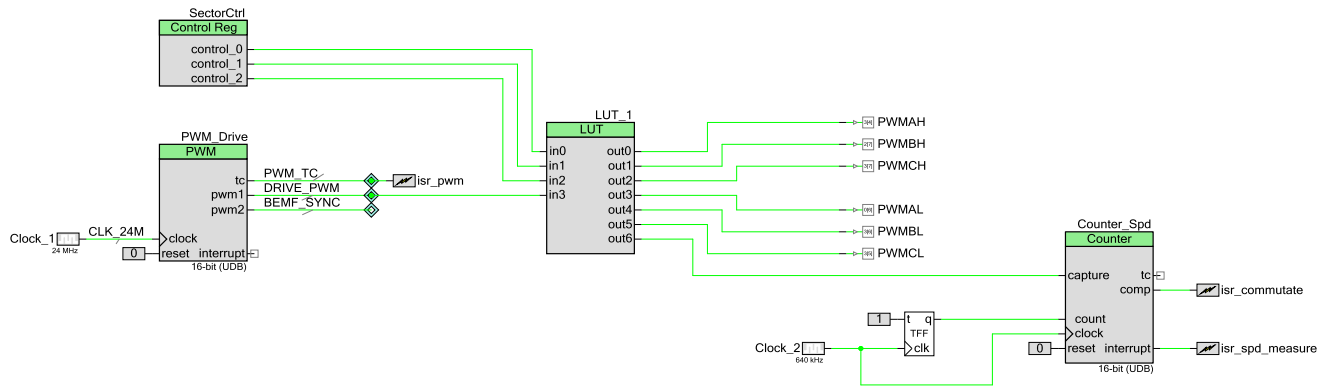 SectorCtrl
Control Reg
control_0
control_1
control_2
PWM_Drive
PWM
tc
pwm1
pwm2
clock
reset interrupt
16-bit (UDB)
PWM_TC
DRIVE_PWM
BEMF_SYNC
isr_pwm
Clock_1
24 MHz
CLK_24M
0
LUT_1
LUT
in0 out0
in1 out1
in2 out2
in3 out3
out4
out5
out6
PWMAH
PWMBH
PWMCH
PWMAL
PWMBL
PWMCL
Counter_Spd
Counter
capture tc
comp
count
clock
reset interrupt
16-bit (UDB)
isr_commutate
isr_spd_measure
1
t q
TFF
clk
Clock_2
640 kHz
0